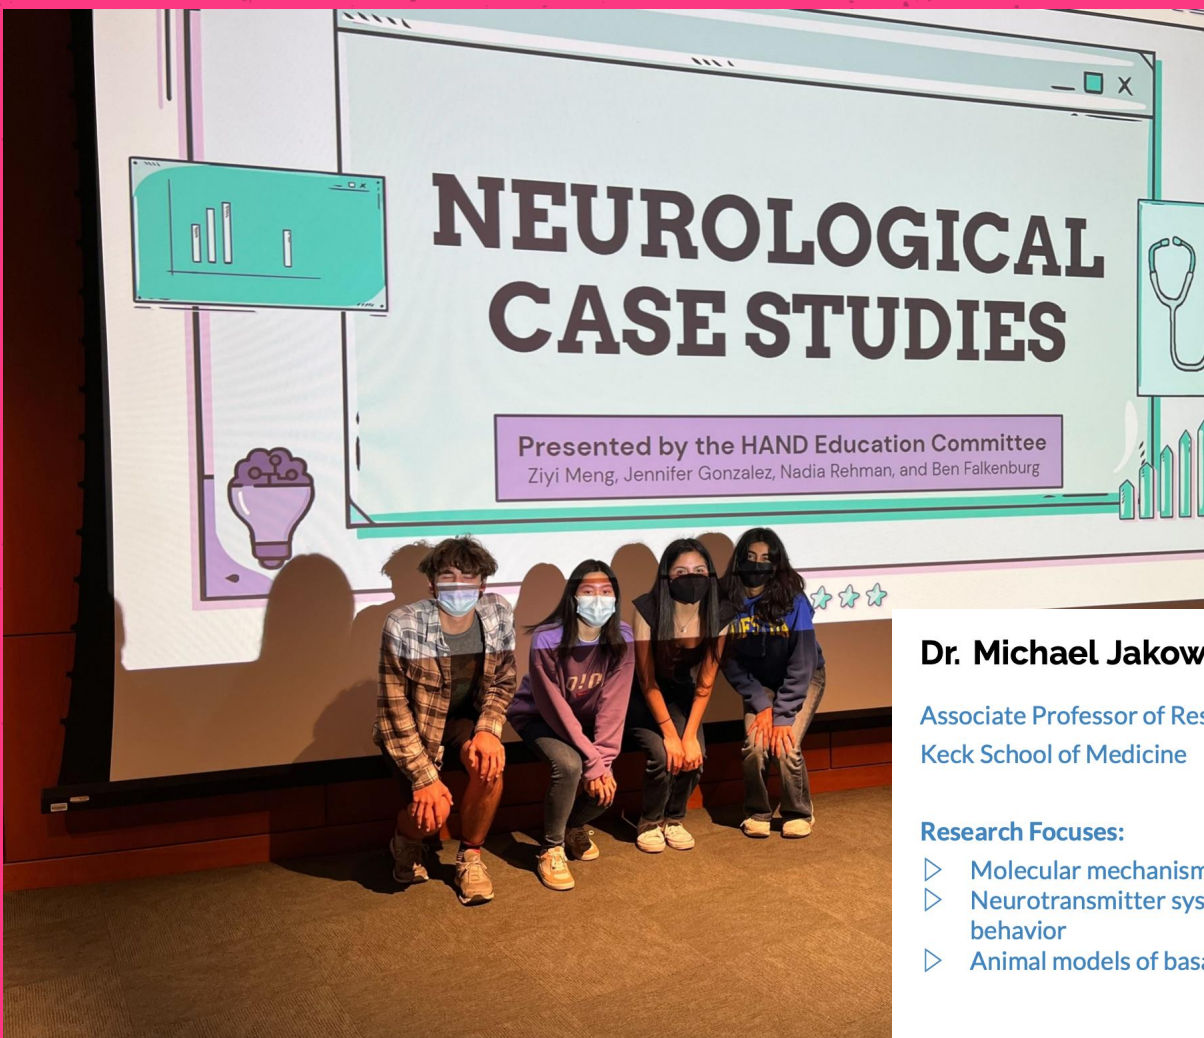 NEUROLOGICAL
CASE STUDIES
Presented by the HAND Education Committee
Ziyi Meng, Jennifer Gonzalez, Nadia Rehman, and Ben Falkenburg
Dr. Michael Jakow
Associate Professor of Res
Keck School of Medicine
Research Focuses:
Molecular mechanism
Neurotransmitter sys
behavior
Animal models of basa